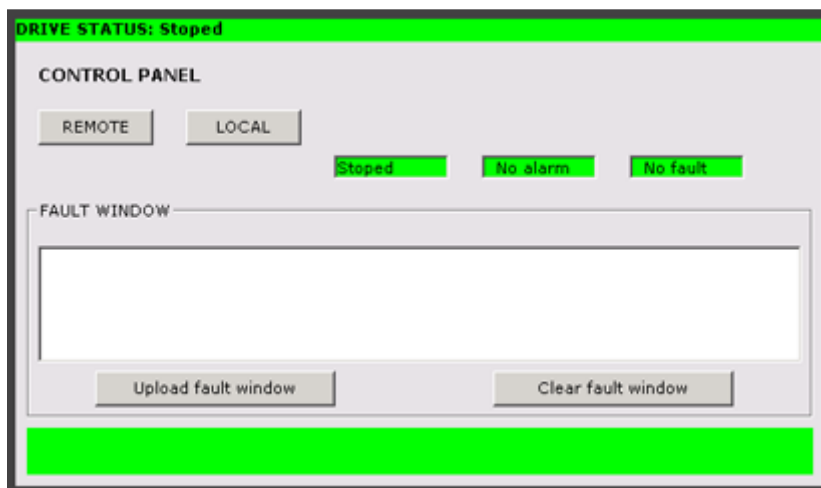 DRIVE STATUS: Stoped
CONTROL PANEL
REMOTE LOCAL
Stoped No alarm No fault
FAULT WINDOW
Upload fault window Clear fault window